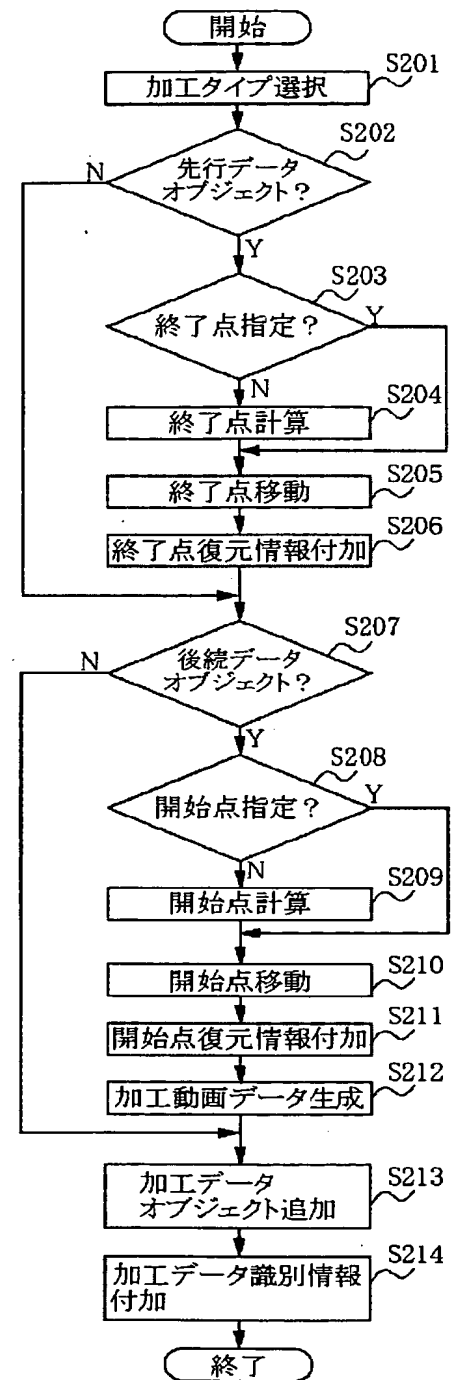 開始
S201
加工タイプ選択
S202
先行データ
オブジェクト？
N
Y
S203
終了点指定？
Y
N
S204
終了点計算
S205
終了点移動
S206
終了点復元情報付加
S207
後続データ
オブジェクト？
N
Y
S208
開始点指定？
Y
N
S209
開始点計算
S210
開始点移動
S211
開始点復元情報付加
S212
加工動画データ生成
S213
加工データ
オブジェクト追加
S214
加工データ識別情報
付加
終了